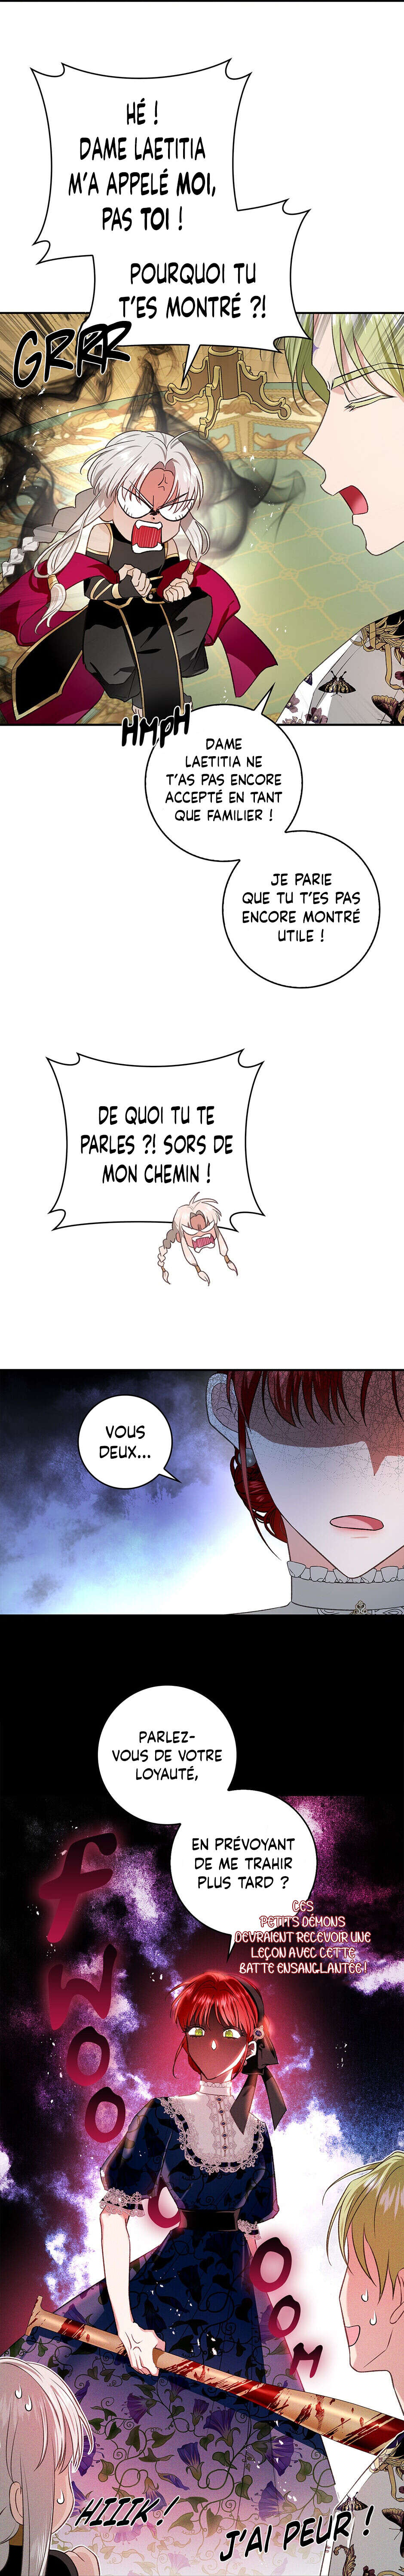 HÉ !
DAME LAETITIA
M'A APPELÉ MOI,
PAS TOI !
POURQUOI TU
T'ES MONTRÉ ?!
GRRR
HMPH
DAME
LAETITIA NE
T'AS PAS ENCORE
ACCEPTÉ EN TANT
QUE FAMILIER !
JE PARIE
QUE TU T'ES PAS
ENCORE MONTRÉ
UTILE !
DE QUOI TU TE
PARLES ?! SORS DE
MON CHEMIN !
VOUS
DEUX...
PARLEZ-
VOUS DE VOTRE
LOYAUTÉ,
EN PRÉVOYANT
DE ME TRAHIR
PLUS TARD ?
CES
PETITS DÉMONS
DEVRAIENT RECEVOIR UNE
LEÇON AVEC CETTE
BATTE ENSANGLANTÉE !
FWOOOOOM
HIIIK !
J'AI PEUR !